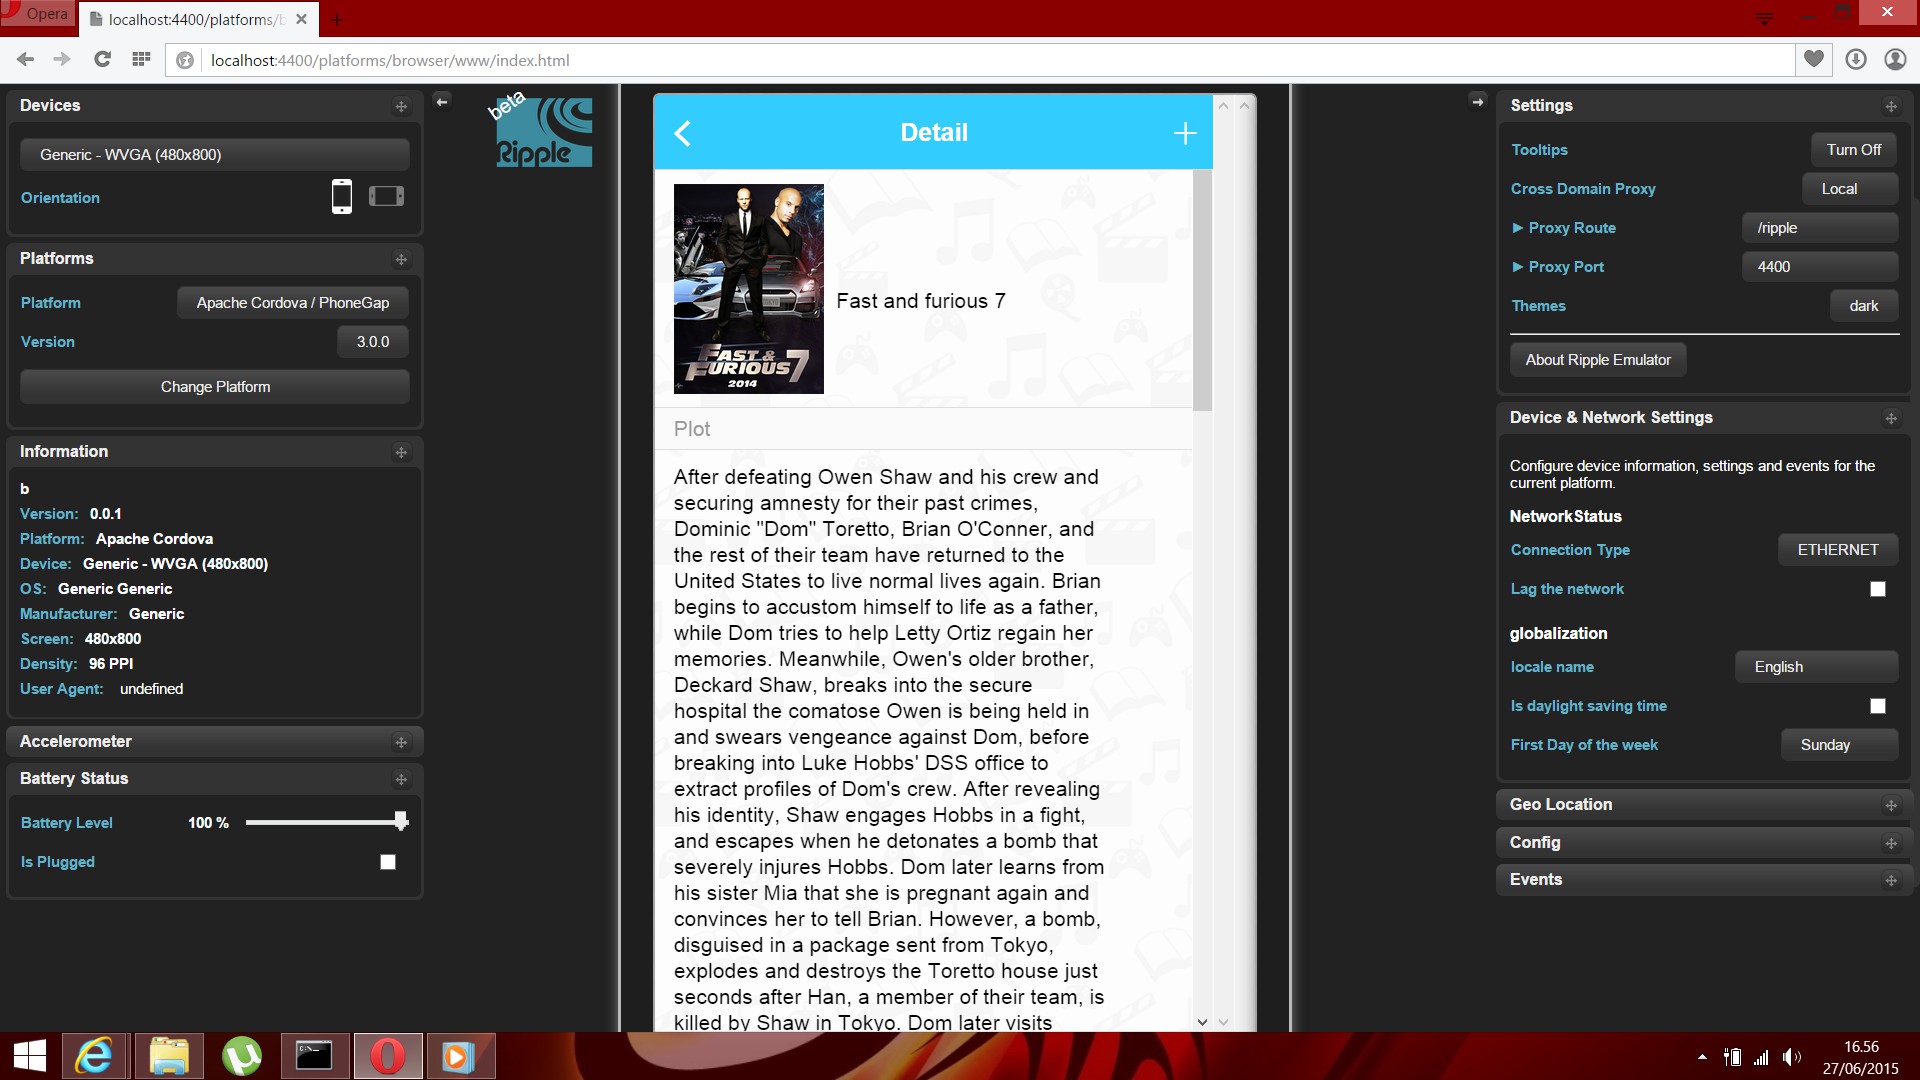 Opera
localhost:4400/platforms/b
localhost:4400/platforms/browser/www/index.html
Devices
Generic - WVGA (480x800)
Orientation
Platforms
Platform
Apache Cordova / PhoneGap
Version
3.0.0
Change Platform
Information
b
Version: 0.0.1
Platform: Apache Cordova
Device: Generic - WVGA (480x800)
OS: Generic Generic
Manufacturer: Generic
Screen: 480x800
Density: 96 PPI
User Agent: undefined
Accelerometer
Battery Status
Battery Level 100 %
Is Plugged
beta
Ripple
Detail
FAST &
FURIOUS 7
2014
Fast and furious 7
Plot
After defeating Owen Shaw and his crew and
securing amnesty for their past crimes,
Dominic "Dom" Toretto, Brian O'Conner, and
the rest of their team have returned to the
United States to live normal lives again. Brian
begins to accustom himself to life as a father,
while Dom tries to help Letty Ortiz regain her
memories. Meanwhile, Owen's older brother,
Deckard Shaw, breaks into the secure
hospital the comatose Owen is being held in
and swears vengeance against Dom, before
breaking into Luke Hobbs' DSS office to
extract profiles of Dom's crew. After revealing
his identity, Shaw engages Hobbs in a fight,
and escapes when he detonates a bomb that
severely injures Hobbs. Dom later learns from
his sister Mia that she is pregnant again and
convinces her to tell Brian. However, a bomb,
disguised in a package sent from Tokyo,
explodes and destroys the Toretto house just
seconds after Han, a member of their team, is
killed by Shaw in Tokyo. Dom later visits
Settings
Tooltips
Turn Off
Cross Domain Proxy
Local
Proxy Route
/ripple
Proxy Port
4400
Themes
dark
About Ripple Emulator
Device & Network Settings
Configure device information, settings and events for the
current platform.
NetworkStatus
Connection Type
ETHERNET
Lag the network
globalization
locale name
English
Is daylight saving time
First Day of the week
Sunday
Geo Location
Config
Events
16.56
27/06/2015